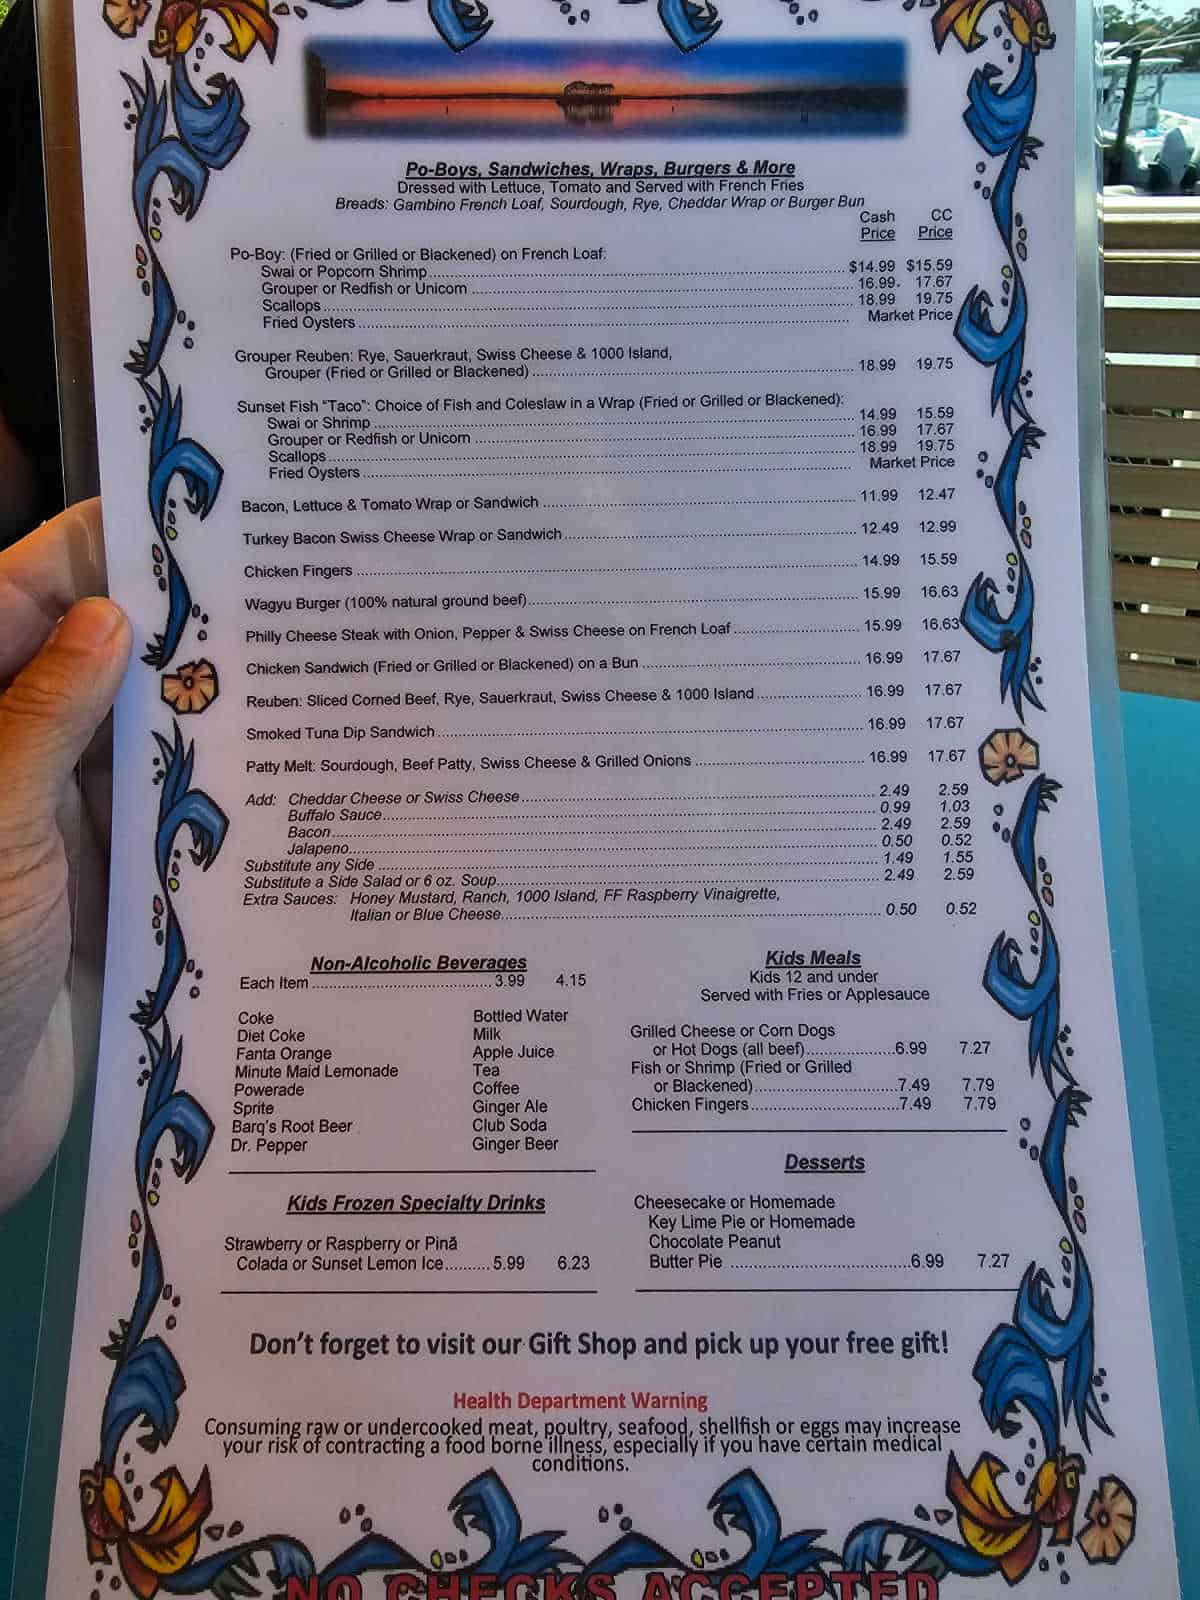 Po-Boys, Sandwiches, Wraps, Burgers & More
Dressed with Lettuce, Tomato and Served with French Fries
Breads: Gambino French Loaf, Sourdough, Rye, Cheddar Wrap or Burger Bun
Cash CC
Price Price
Po-Boy: (Fried or Grilled or Blackened) on French Loaf:
Swai or Popcorn Shrimp $14.99 $15.59
Grouper or Redfish or Unicorn 16.99 17.67
Scallops 18.99 19.75
Fried Oysters Market Price
Grouper Reuben: Rye, Sauerkraut, Swiss Cheese & 1000 Island,
Grouper (Fried or Grilled or Blackened) 18.99 19.75
Sunset Fish “Taco”: Choice of Fish and Coleslaw in a Wrap (Fried or Grilled or Blackened):
Swai or Shrimp 14.99 15.59
Grouper or Redfish or Unicorn 16.99 17.67
Scallops 18.99 19.75
Fried Oysters Market Price
Bacon, Lettuce & Tomato Wrap or Sandwich 11.99 12.47
Turkey Bacon Swiss Cheese Wrap or Sandwich 12.49 12.99
Chicken Fingers 14.99 15.59
Wagyu Burger (100% natural ground beef) 15.99 16.63
Philly Cheese Steak with Onion, Pepper & Swiss Cheese on French Loaf 15.99 16.63
Chicken Sandwich (Fried or Grilled or Blackened) on a Bun 16.99 17.67
Reuben: Sliced Corned Beef, Rye, Sauerkraut, Swiss Cheese & 1000 Island 16.99 17.67
Smoked Tuna Dip Sandwich 16.99 17.67
Patty Melt: Sourdough, Beef Patty, Swiss Cheese & Grilled Onions 16.99 17.67
Add: Cheddar Cheese or Swiss Cheese 2.49 2.59
Buffalo Sauce 0.99 1.03
Bacon 2.49 2.59
Jalapeno 0.50 0.52
Substitute any Side 1.49 1.55
Substitute a Side Salad or 6 oz. Soup 2.49 2.59
Extra Sauces: Honey Mustard, Ranch, 1000 Island, FF Raspberry Vinaigrette,
Italian or Blue Cheese 0.50 0.52
Non-Alcoholic Beverages
Each Item 3.99 4.15
Coke
Diet Coke
Fanta Orange
Minute Maid Lemonade
Powerade
Sprite
Barq's Root Beer
Dr. Pepper
Bottled Water
Milk
Apple Juice
Tea
Coffee
Ginger Ale
Club Soda
Ginger Beer
Kids Frozen Specialty Drinks
Strawberry or Raspberry or Pinā
Colada or Sunset Lemon Ice 5.99 6.23
Kids Meals
Kids 12 and under
Served with Fries or Applesauce
Grilled Cheese or Corn Dogs
or Hot Dogs (all beef) 6.99 7.27
Fish or Shrimp (Fried or Grilled
or Blackened) 7.49 7.79
Chicken Fingers 7.49 7.79
Desserts
Cheesecake or Homemade
Key Lime Pie or Homemade
Chocolate Peanut
Butter Pie 6.99 7.27
Don't forget to visit our Gift Shop and pick up your free gift!
Health Department Warning
Consuming raw or undercooked meat, poultry, seafood, shellfish or eggs may increase
your risk of contracting a food borne illness, especially if you have certain medical
conditions.
NO CHECKS ACCEPTED